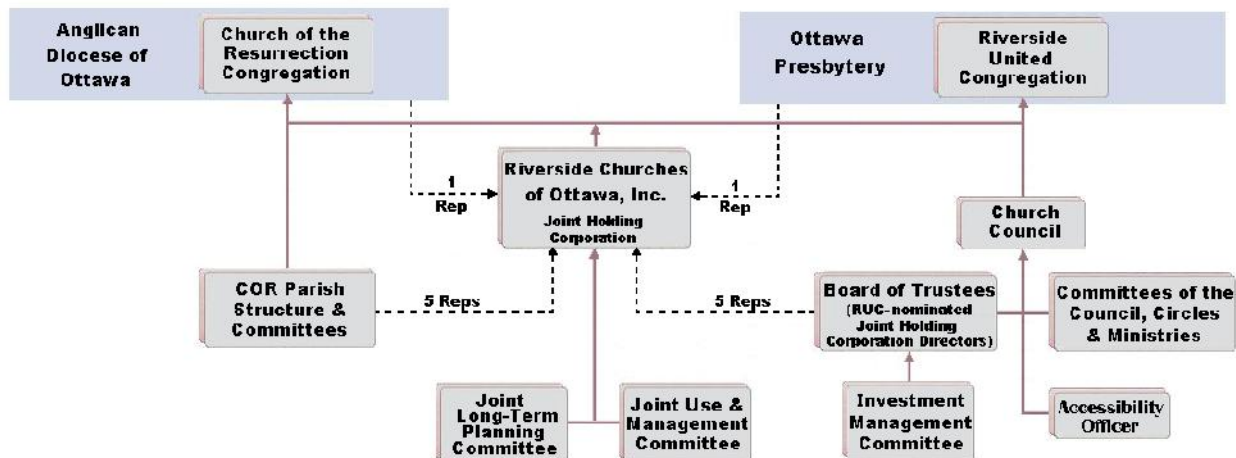 Anglican
Diocese of
Ottawa
Church of the
Resurrection
Congregation
Ottawa
Presbytery
Riverside
United
Congregation
1
Rep
Riverside Churches
of Ottawa, Inc.
Joint Holding
Corporation
1
Rep
Church
Council
COR Parish
Structure &
Committees
5 Reps
5 Reps
Board of Trustees
(RUC-nominated
Joint Holding
Corporation Directors)
Committees of the
Council, Circles
& Ministries
Joint
Long-Term
Planning
Committee
Joint Use &
Management
Committee
Investment
Management
Committee
Accessibility
Officer